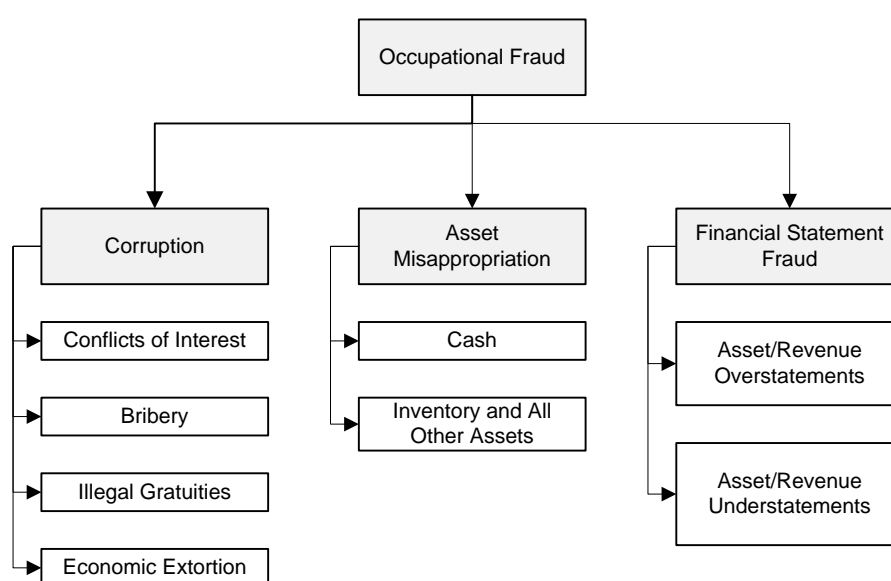 Occupational Fraud
Corruption
Asset
Misappropriation
Financial Statement
Fraud
Conflicts of Interest
Bribery
Illegal Gratuities
Economic Extortion
Cash
Inventory and All
Other Assets
Asset/Revenue
Overstatements
Asset/Revenue
Understatements